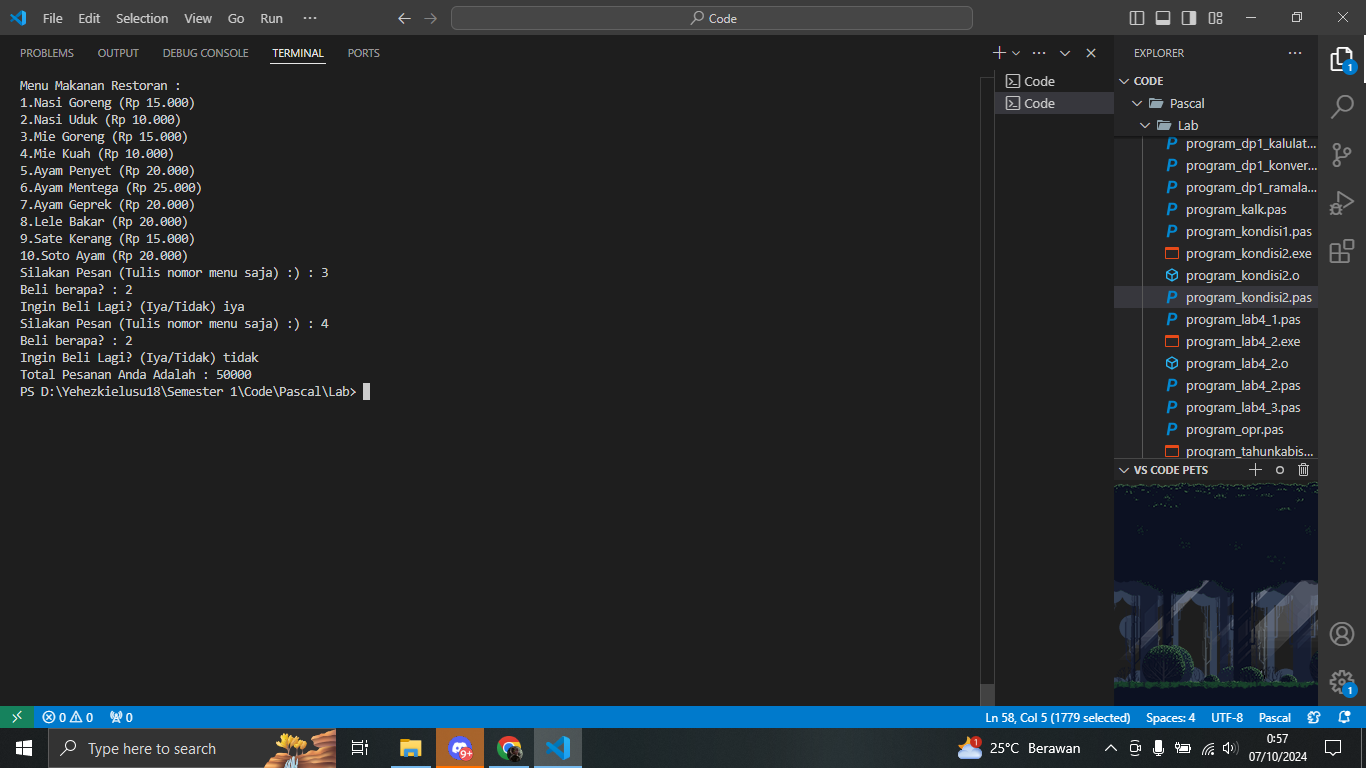 File Edit Selection View Go Run ···
Code
PROBLEMS OUTPUT DEBUG CONSOLE TERMINAL PORTS
Menu Makanan Restoran :
1.Nasi Goreng (Rp 15.000)
2.Nasi Uduk (Rp 10.000)
3.Mie Goreng (Rp 15.000)
4.Mie Kuah (Rp 10.000)
5.Ayam Penyet (Rp 20.000)
6.Ayam Mentega (Rp 25.000)
7.Ayam Geprek (Rp 20.000)
8.Lele Bakar (Rp 20.000)
9.Sate Kerang (Rp 15.000)
10.Soto Ayam (Rp 20.000)
Silakan Pesan (Tulis nomor menu saja) :) : 3
Beli berapa? : 2
Ingin Beli Lagi? (Iya/Tidak) iya
Silakan Pesan (Tulis nomor menu saja) :) : 4
Beli berapa? : 2
Ingin Beli Lagi? (Iya/Tidak) tidak
Total Pesanan Anda Adalah : 50000
PS D:\Yehezkielusu18\Semester 1\Code\Pascal\Lab>
Code
Code
EXPLORER
CODE
Pascal
Lab
program_dp1_kalulat...
program_dp1_konver...
program_dp1_ramala...
program_kalk.pas
program_kondisi1.pas
program_kondisi2.exe
program_kondisi2.o
program_kondisi2.pas
program_lab4_1.pas
program_lab4_2.exe
program_lab4_2.o
program_lab4_2.pas
program_lab4_3.pas
program_opr.pas
program_tahunkabis...
VS CODE PETS
1
1
0 0 0
Ln 58, Col 5 (1779 selected) Spaces: 4 UTF-8 Pascal
Type here to search
9+
1
25°C Berawan
0:57
07/10/2024